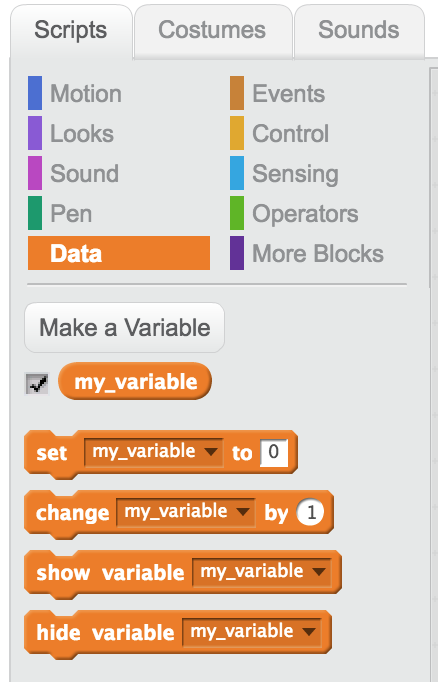 Scripts Costumes Sounds
Motion Events
Looks Control
Sound Sensing
Pen Operators
Data More Blocks
Make a Variable
my_variable
set my_variable to 0
change my_variable by 1
show variable my_variable
hide variable my_variable